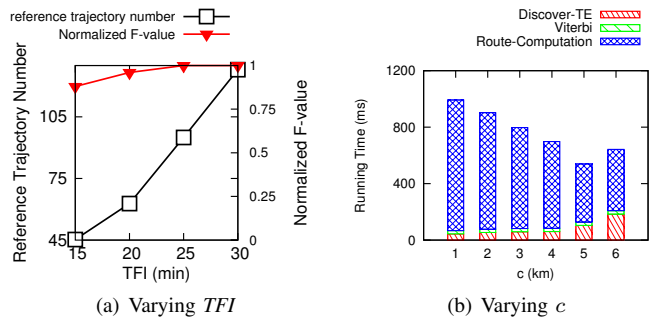 reference trajectory number
Normalized F-value
Reference Trajectory Number
105
75
45
1
0.75
0.5
0.25
0
Normalized F-value
15 20 25 30
TFI (min)
(a) Varying TFI
Discover-TE
Viterbi
Route-Computation
Running Time (ms)
1200
800
400
0
1 2 3 4 5 6
c (km)
(b) Varying c